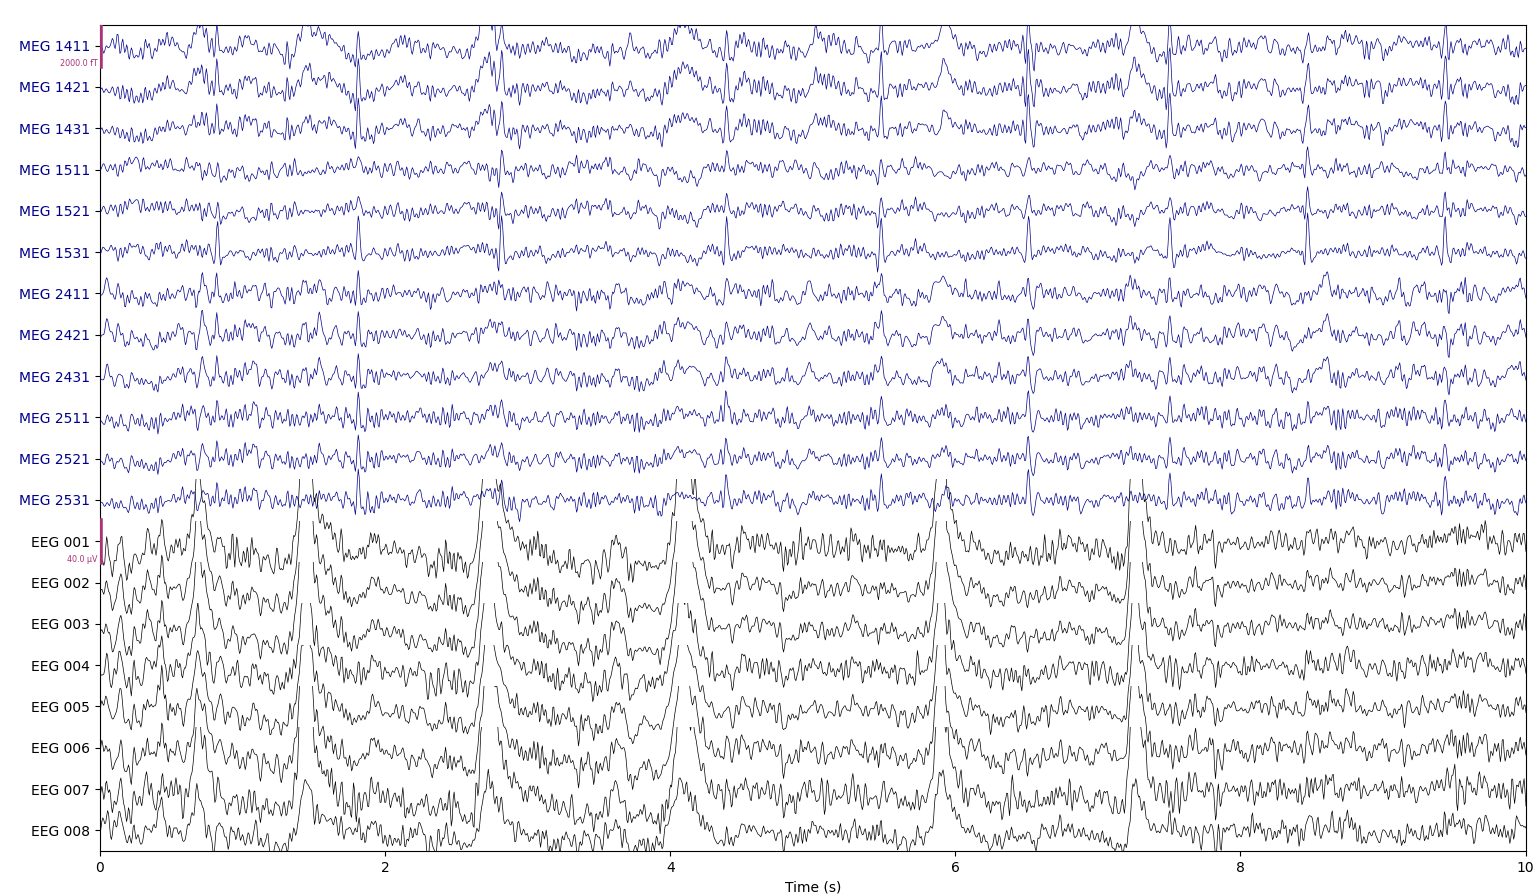 MEG 1411
2000.0 fT
MEG 1421
MEG 1431
MEG 1511
MEG 1521
MEG 1531
MEG 2411
MEG 2421
MEG 2431
MEG 2511
MEG 2521
MEG 2531
EEG 001
40.0 µV
EEG 002
EEG 003
EEG 004
EEG 005
EEG 006
EEG 007
EEG 008
0 2 4 6 8 10
Time (s)